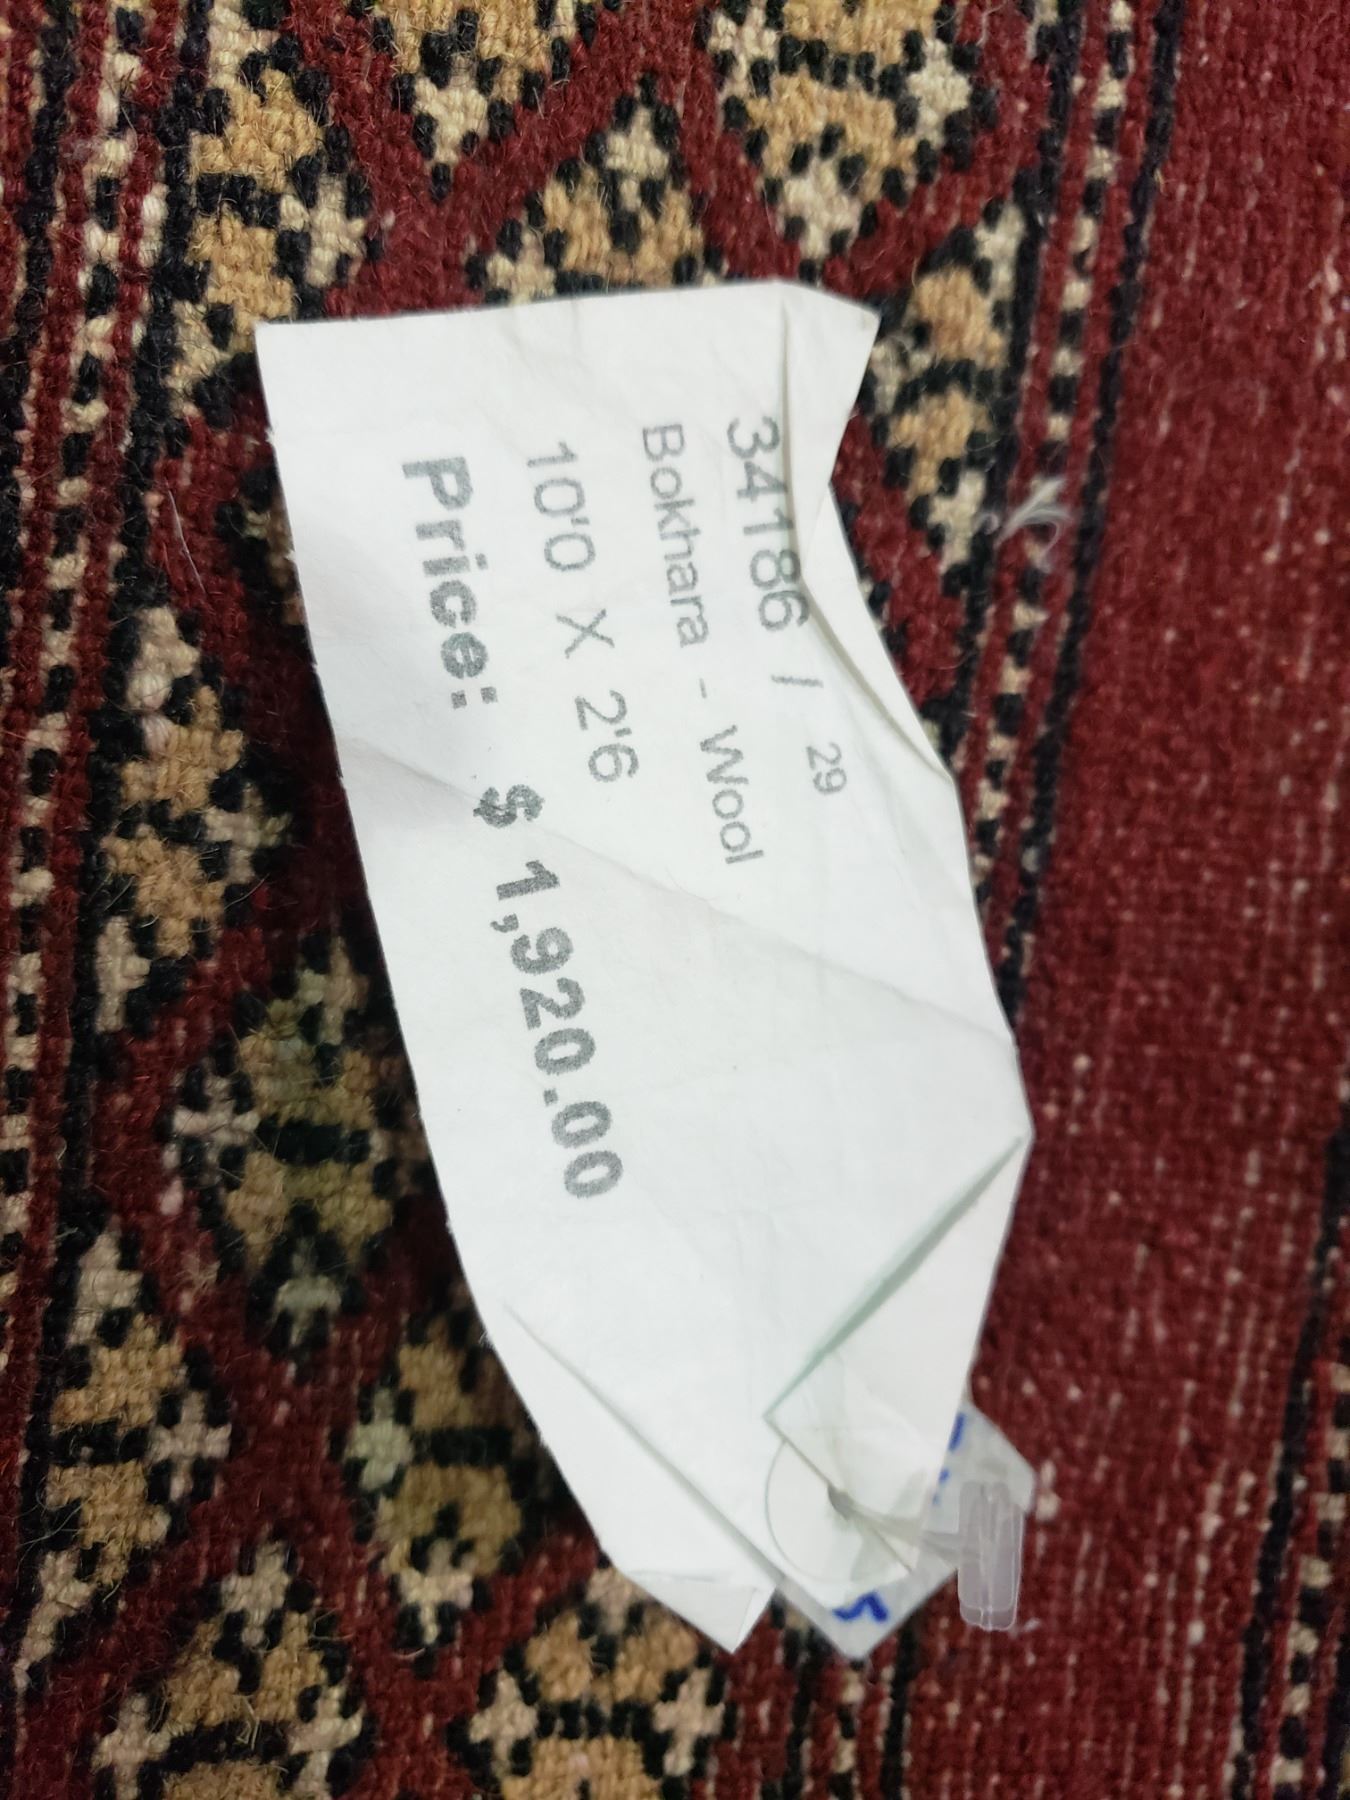 34186 / 29
Bokhara - Wool
10'0 X 2'6
Price: $ 1,920.00